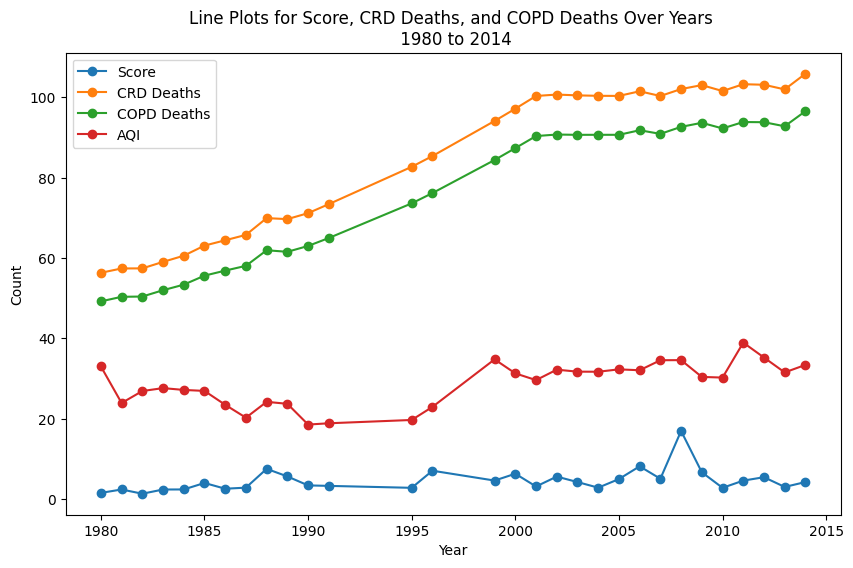 Line Plots for Score, CRD Deaths, and COPD Deaths Over Years
1980 to 2014
Score
CRD Deaths
COPD Deaths
AQI
Count
100
80
60
40
20
0
1980 1985 1990 1995 2000 2005 2010 2015
Year